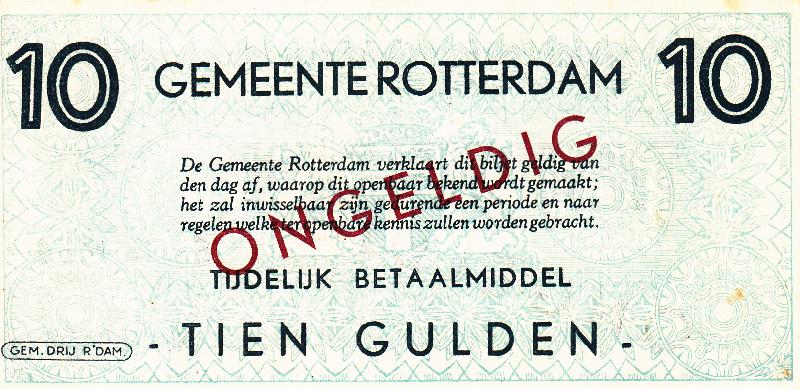 10 GEMEENTE ROTTERDAM 10
De Gemeente Rotterdam verklaart dit biljet geldig van
den dag af, waarop dit openbaar bekend wordt gemaakt;
het zal inwisselbaar zijn gedurende een periode en naar
regelen welke ter openbare kennis zullen worden gebracht.
ONGELDIG
TIJDELIJK BETAALMIDDEL
GEM. DRIJ R'DAM.
- TIEN GULDEN -